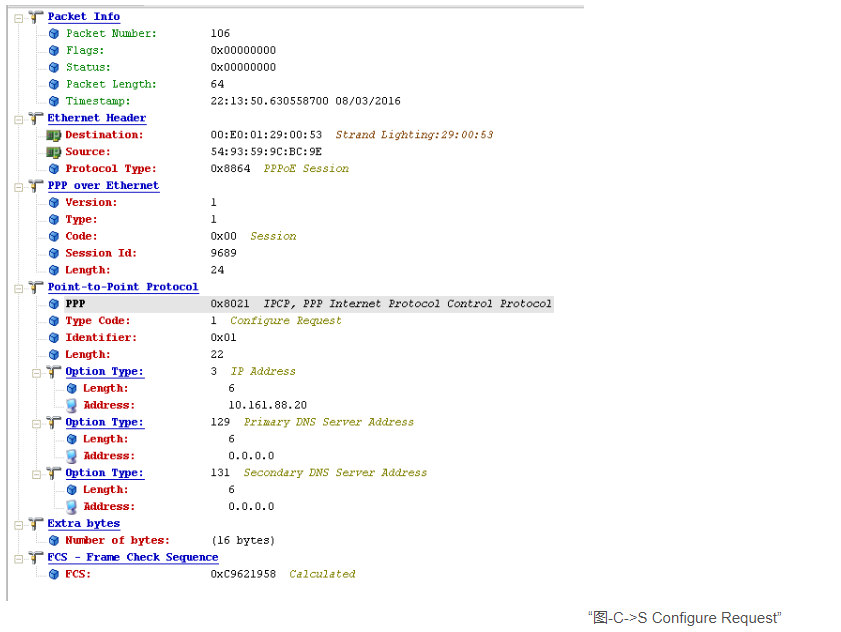 Packet Info
Packet Number: 106
Flags: 0x00000000
Status: 0x00000000
Packet Length: 64
Timestamp: 22:13:50.630558700 08/03/2016
Ethernet Header
Destination: 00:E0:01:29:00:53 Strand Lighting:29:00:53
Source: 54:93:59:9C:BC:9E
Protocol Type: 0x8864 PPPoE Session
PPP over Ethernet
Version: 1
Type: 1
Code: 0x00 Session
Session Id: 9689
Length: 24
Point-to-Point Protocol
PPP 0x8021 IPCP, PPP Internet Protocol Control Protocol
Type Code: 1 Configure Request
Identifier: 0x01
Length: 22
Option Type: 3 IP Address
Length: 6
Address: 10.161.88.20
Option Type: 129 Primary DNS Server Address
Length: 6
Address: 0.0.0.0
Option Type: 131 Secondary DNS Server Address
Length: 6
Address: 0.0.0.0
Extra bytes
Number of bytes: (16 bytes)
FCS - Frame Check Sequence
FCS: 0xC9621958 Calculated
“图-C->S Configure Request”